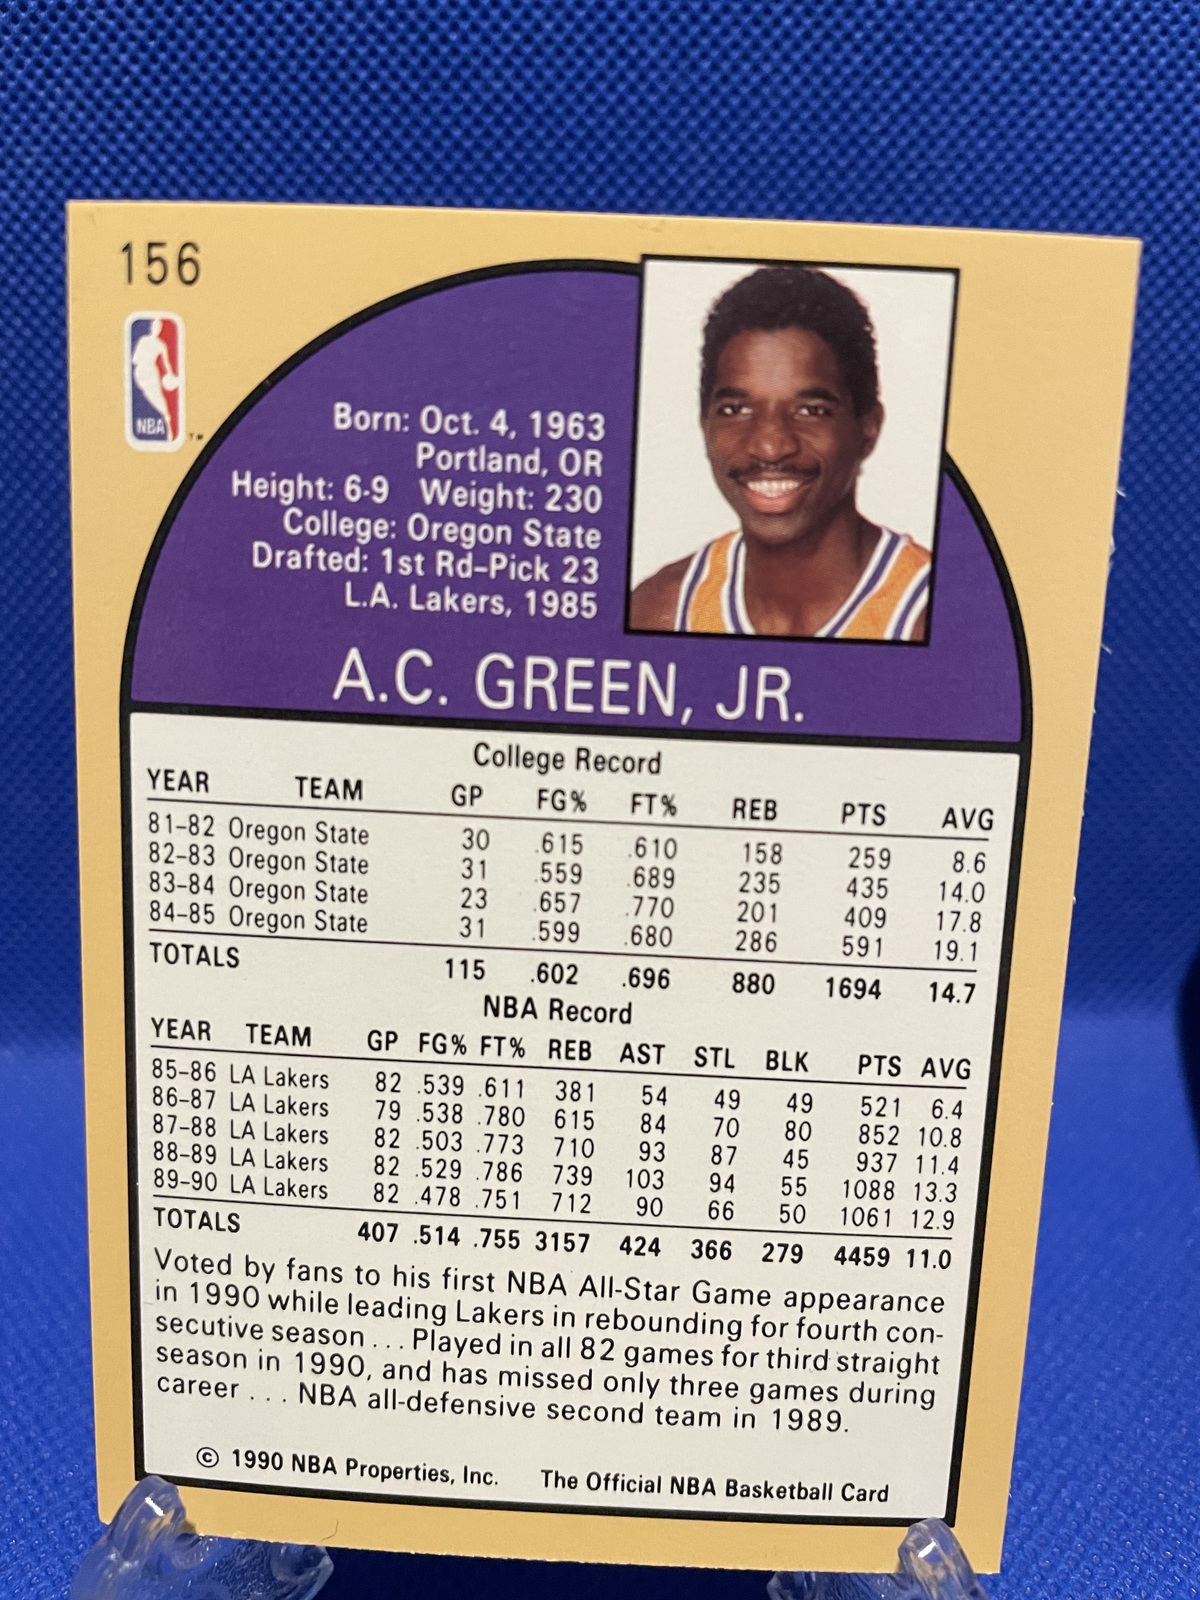 156
NBA
™
Born: Oct. 4, 1963
Portland, OR
Height: 6-9 Weight: 230
College: Oregon State
Drafted: 1st Rd-Pick 23
L.A. Lakers, 1985
A.C. GREEN, JR.
College Record
YEAR TEAM GP FG% FT% REB PTS AVG
81-82 Oregon State 30 .615 .610 158 259 8.6
82-83 Oregon State 31 .559 .689 235 435 14.0
83-84 Oregon State 23 .657 .770 201 409 17.8
84-85 Oregon State 31 .599 .680 286 591 19.1
TOTALS 115 .602 .696 880 1694 14.7
NBA Record
YEAR TEAM GP FG% FT% REB AST STL BLK PTS AVG
85-86 LA Lakers 82 .539 .611 381 54 49 49 521 6.4
86-87 LA Lakers 79 .538 .780 615 84 70 80 852 10.8
87-88 LA Lakers 82 .503 .773 710 93 87 45 937 11.4
88-89 LA Lakers 82 .529 .786 739 103 94 55 1088 13.3
89-90 LA Lakers 82 .478 .751 712 90 66 50 1061 12.9
TOTALS 407 .514 .755 3157 424 366 279 4459 11.0
Voted by fans to his first NBA All-Star Game appearance
in 1990 while leading Lakers in rebounding for fourth con-
secutive season . . . Played in all 82 games for third straight
season in 1990, and has missed only three games during
career . . . NBA all-defensive second team in 1989.
© 1990 NBA Properties, Inc. The Official NBA Basketball Card